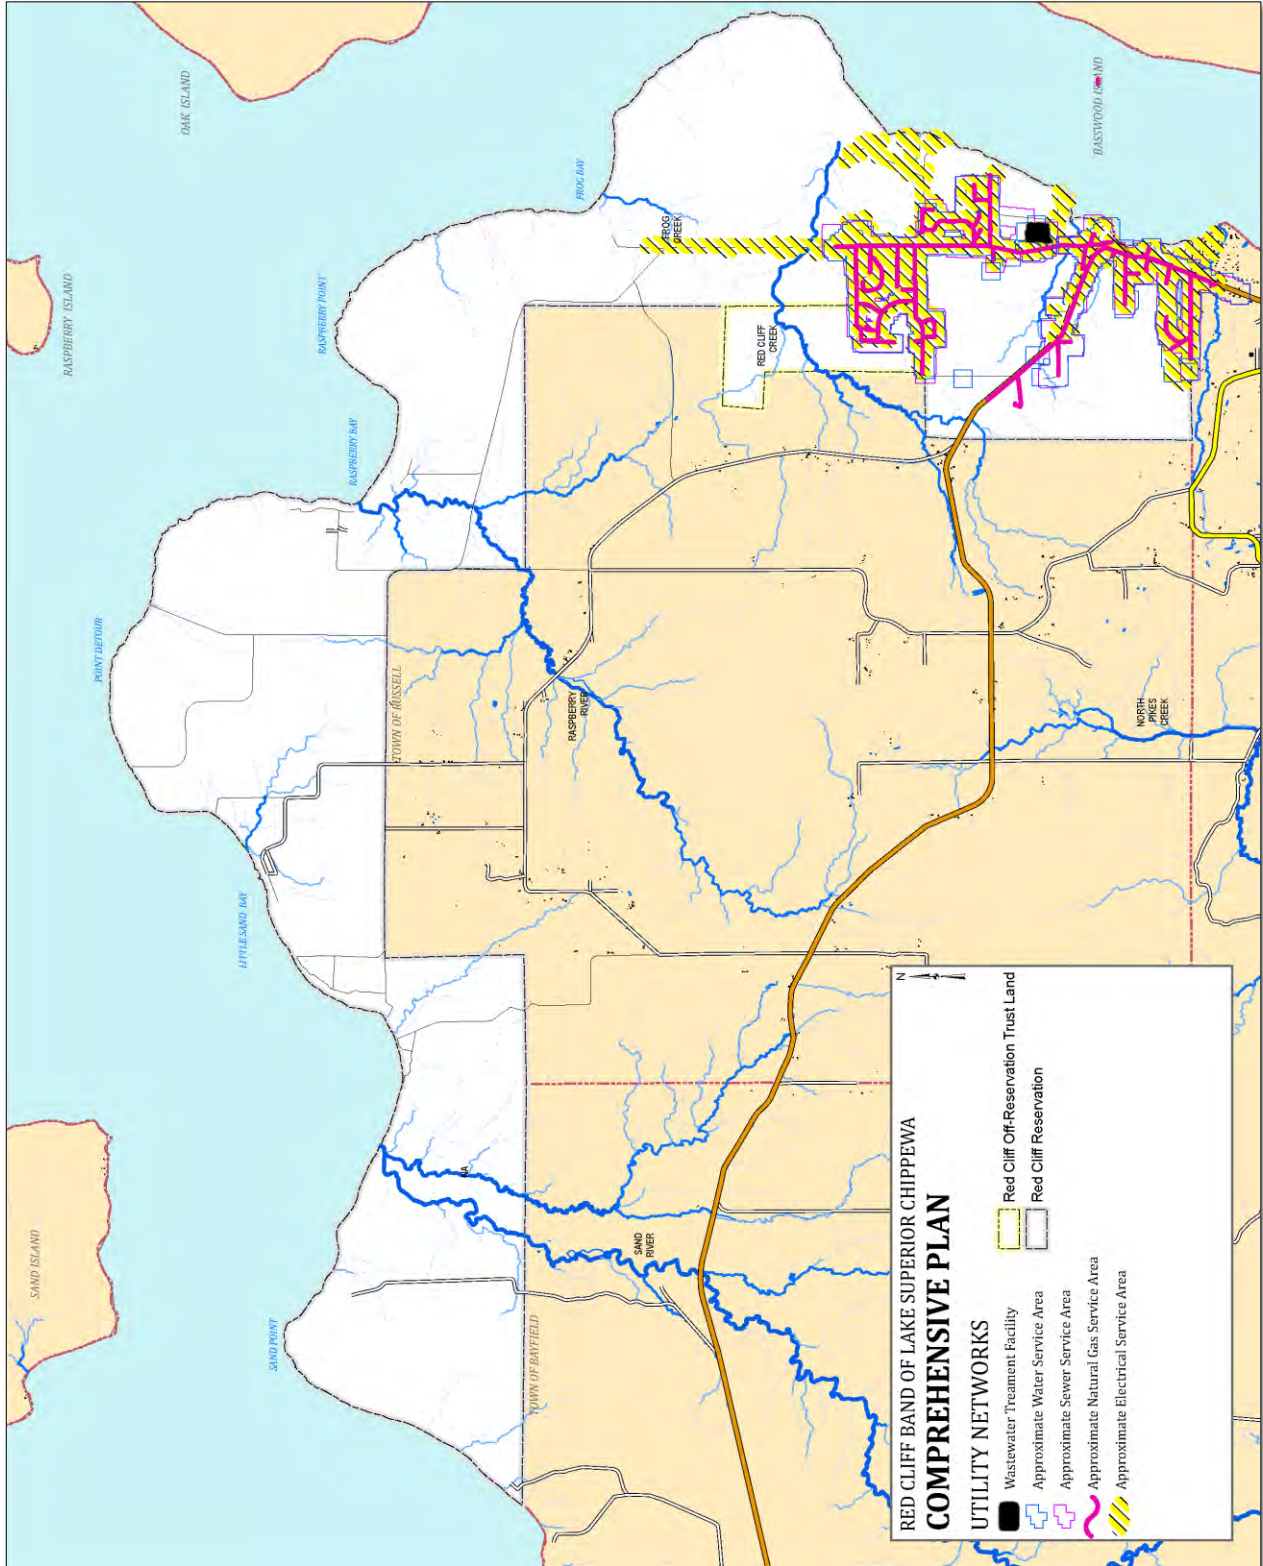 RED CLIFF BAND OF LAKE SUPERIOR CHIPPEWA
COMPREHENSIVE PLAN
UTILITY NETWORKS
Wastewater Treament Facility
Approximate Water Service Area
Approximate Sewer Service Area
Approximate Natural Gas Service Area
Approximate Electrical Service Area
Red Cliff Off-Reservation Trust Land
Red Cliff Reservation
N
SAND ISLAND
RASPBERRY ISLAND
OAK ISLAND
BASSWOOD ISLAND
SAND POINT
LITTLE SAND BAY
POINT DETOUR
RASPBERRY BAY
RASPBERRY POINT
FROG BAY
TOWN OF BAYFIELD
TOWN OF RUSSELL
NA
SAND
RIVER
RASPBERRY
RIVER
FROG
CREEK
RED CLIFF
CREEK
NORTH
PIKES
CREEK